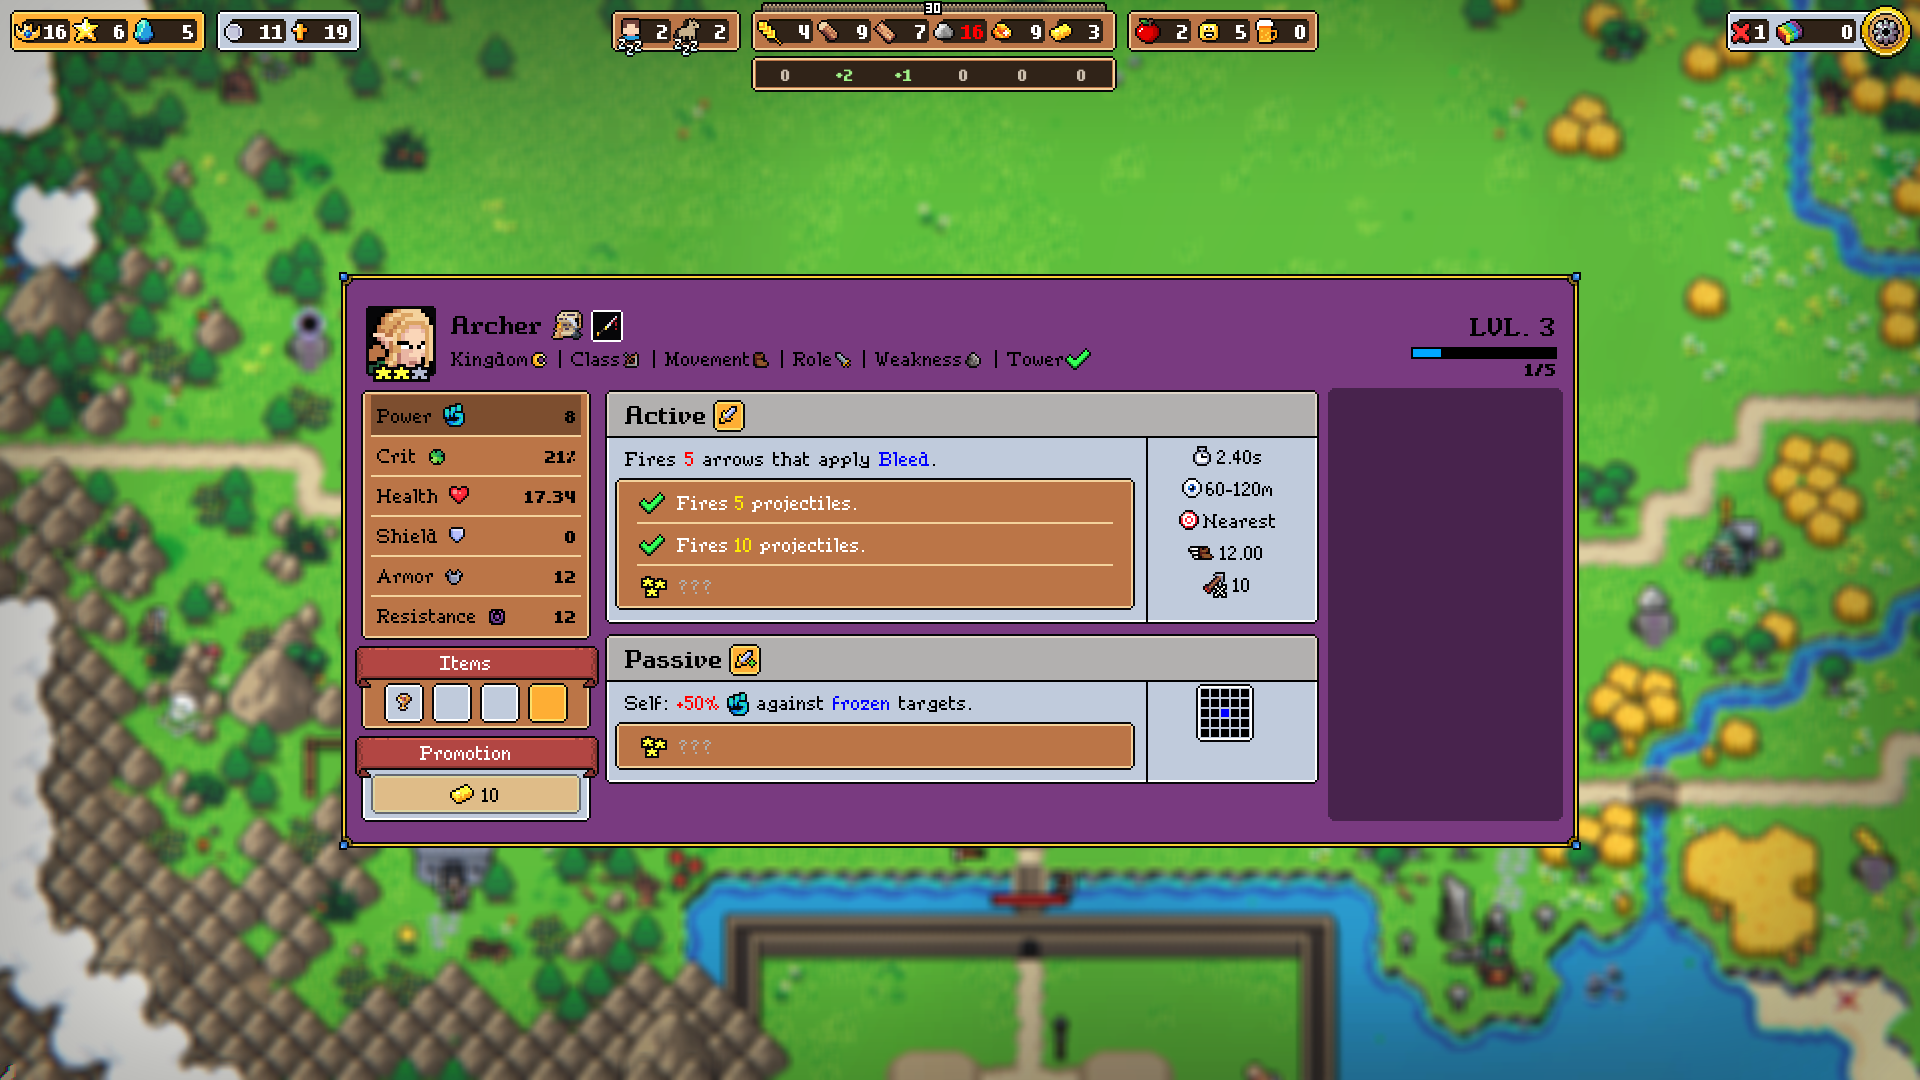 16 6 5 11 19 2 2 30 4 9 7 16 9 3 2 5 0 1 0
0 +2 +1 0 0 0
Archer
LVL. 3
Kingdom | Class | Movement | Role | Weakness | Tower
1/5
Power 8
Crit 21%
Health 17.34
Shield 0
Armor 12
Resistance 12
Items
Promotion
10
Active
Fires 5 arrows that apply Bleed.
Fires 5 projectiles.
Fires 10 projectiles.
???
2.40s
60-120m
Nearest
12.00
10
Passive
Self: +50% against frozen targets.
???